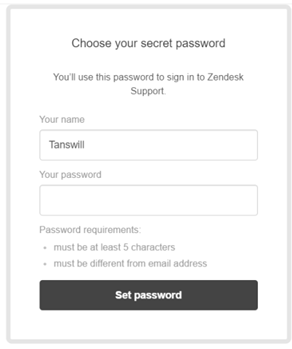 Choose your secret password
You'll use this password to sign in to Zendesk
Support.
Your name
Tanswill
Your password
Password requirements:
• must be at least 5 characters
• must be different from email address
Set password